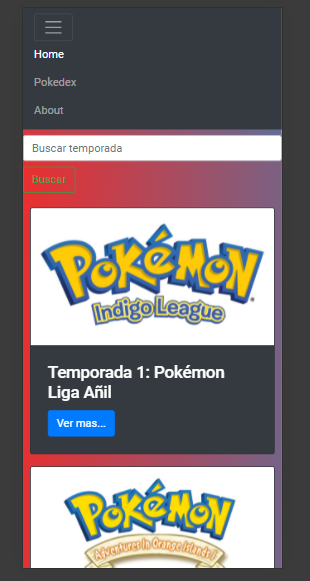 Home
Pokedex
About
Buscar temporada
Buscar
POKÉMON
Indigo League
Temporada 1: Pokémon
Liga Añil
Ver mas...
POKÉMON
Adventures in Orange Islands!